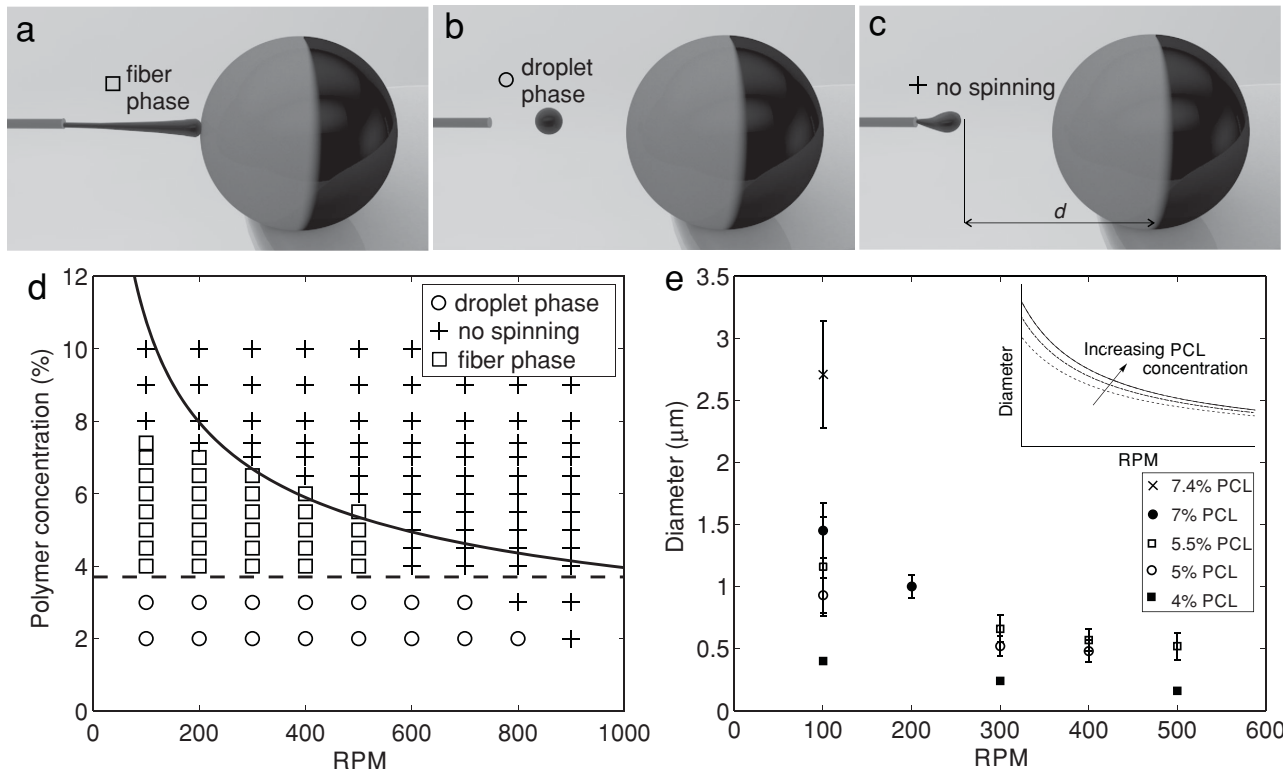 a
□ fiber
phase
b
○ droplet
phase
c
+ no spinning
d
d
12
10
8
6
4
2
0
Polymer concentration (%)
0 200 400 600 800 1000
RPM
○ droplet phase
+ no spinning
□ fiber phase
e
3.5
3
2.5
2
1.5
1
0.5
0
Diameter (μm)
0 100 200 300 400 500 600
RPM
Diameter
Increasing PCL
concentration
RPM
× 7.4% PCL
● 7% PCL
□ 5.5% PCL
○ 5% PCL
■ 4% PCL